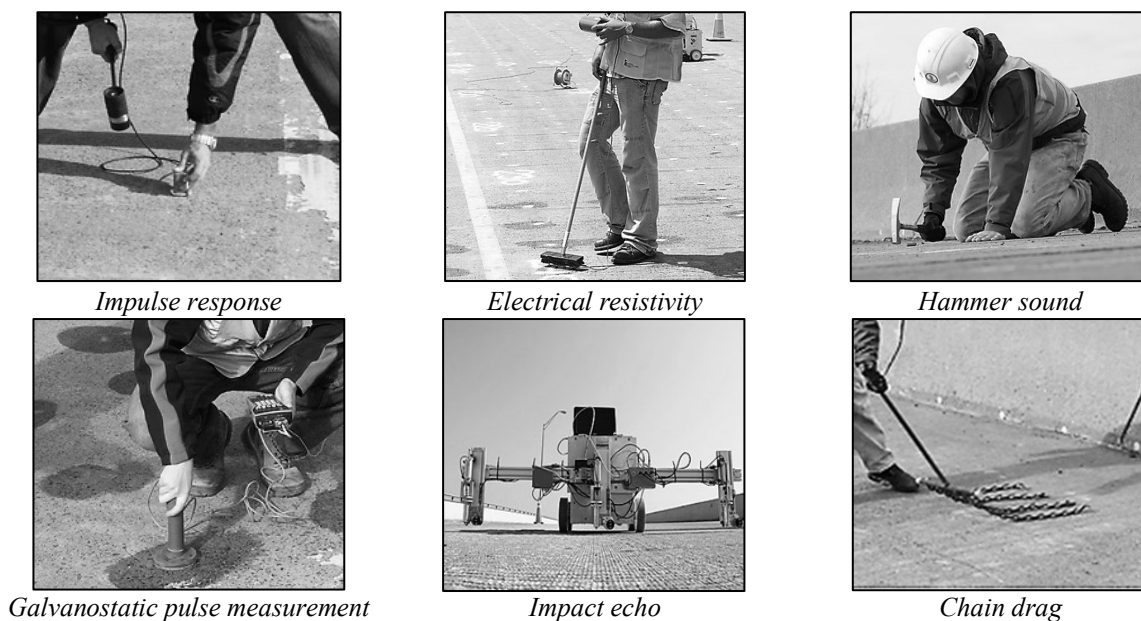 Impulse response
Electrical resistivity
Hammer sound
Galvanostatic pulse measurement
Impact echo
Chain drag